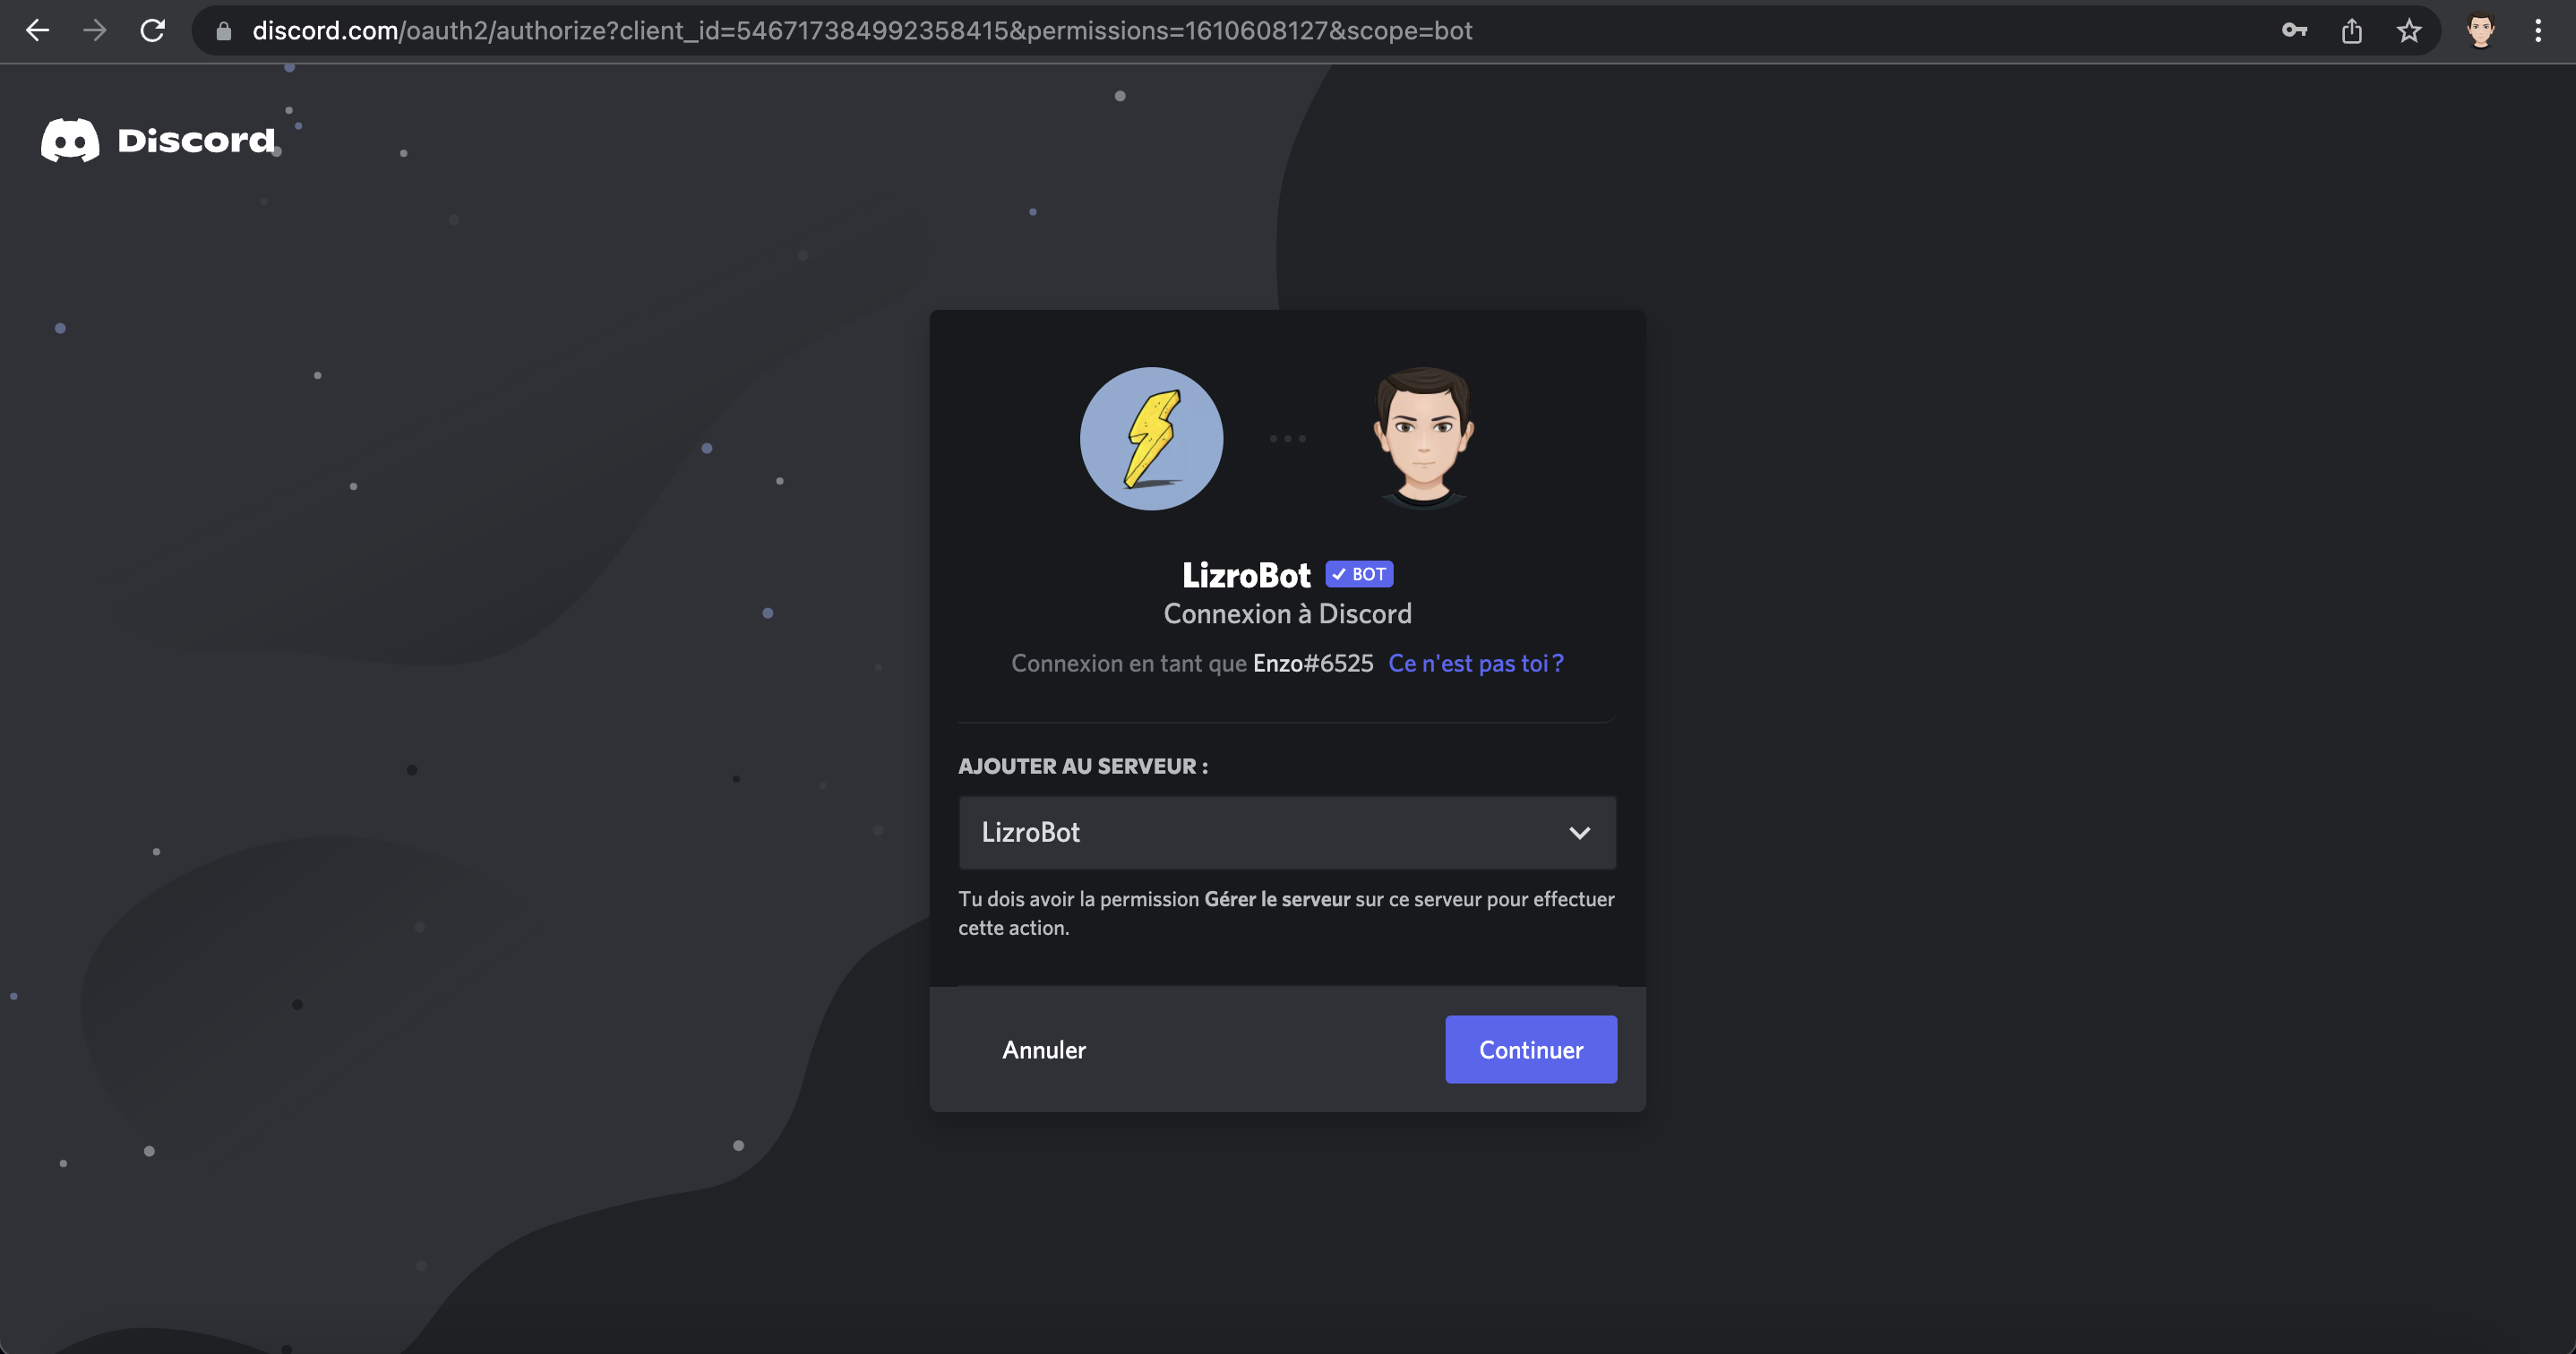 discord.com/oauth2/authorize?client_id=546717384992358415&permissions=1610608127&scope=bot
Discord
LizroBot BOT
Connexion à Discord
Connexion en tant que Enzo#6525 Ce n'est pas toi ?
AJOUTER AU SERVEUR :
LizroBot
Tu dois avoir la permission Gérer le serveur sur ce serveur pour effectuer
cette action.
Annuler
Continuer